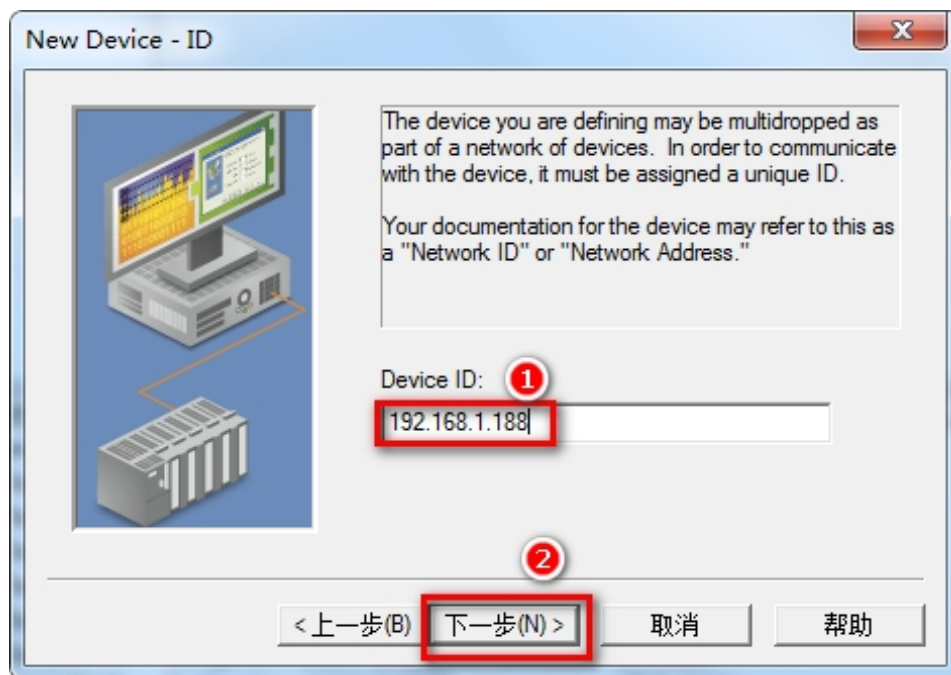 New Device - ID
The device you are defining may be multidropped as
part of a network of devices. In order to communicate
with the device, it must be assigned a unique ID.
Your documentation for the device may refer to this as
a "Network ID" or "Network Address."
Device ID:
1
192.168.1.188
2
<上一步(B)
下一步(N) >
取消
帮助